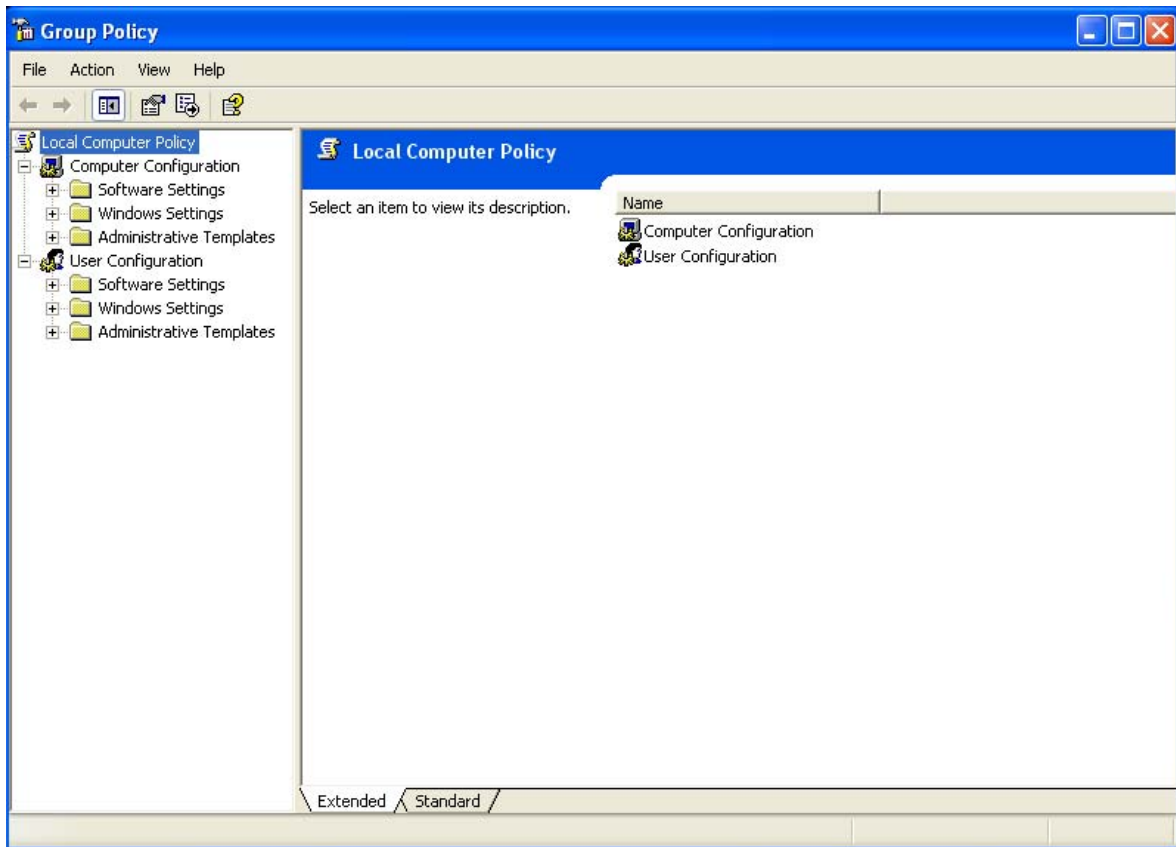 Group Policy
File Action View Help
Local Computer Policy
Computer Configuration
Software Settings
Windows Settings
Administrative Templates
User Configuration
Software Settings
Windows Settings
Administrative Templates
Local Computer Policy
Select an item to view its description.
Name
Computer Configuration
User Configuration
Extended Standard